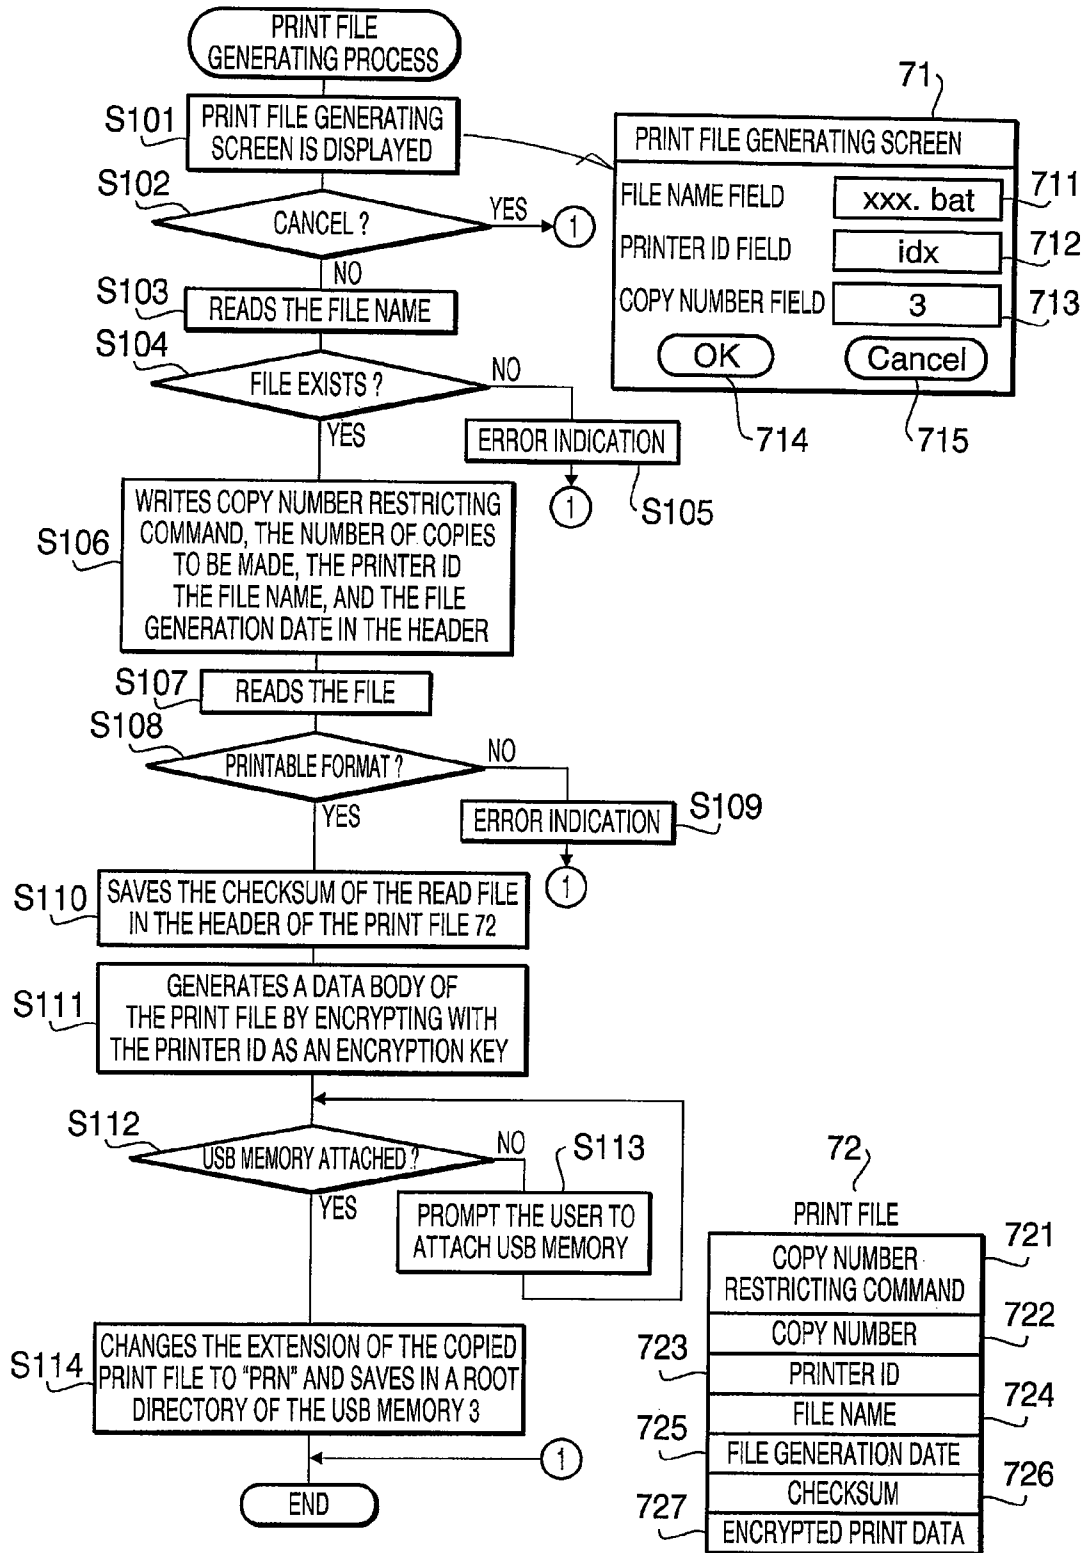 PRINT FILE
GENERATING PROCESS
S101
PRINT FILE GENERATING
SCREEN IS DISPLAYED
S102
CANCEL ?
YES
1
NO
S103
READS THE FILE NAME
S104
FILE EXISTS ?
NO
YES
ERROR INDICATION
S105
1
71
PRINT FILE GENERATING SCREEN
FILE NAME FIELD
xxx. bat
711
PRINTER ID FIELD
idx
712
COPY NUMBER FIELD
3
713
OK
Cancel
714
715
S106
WRITES COPY NUMBER RESTRICTING
COMMAND, THE NUMBER OF COPIES
TO BE MADE, THE PRINTER ID
THE FILE NAME, AND THE FILE
GENERATION DATE IN THE HEADER
S107
READS THE FILE
S108
PRINTABLE FORMAT ?
NO
YES
ERROR INDICATION
S109
1
S110
SAVES THE CHECKSUM OF THE READ FILE
IN THE HEADER OF THE PRINT FILE 72
S111
GENERATES A DATA BODY OF
THE PRINT FILE BY ENCRYPTING WITH
THE PRINTER ID AS AN ENCRYPTION KEY
S112
USB MEMORY ATTACHED ?
NO
YES
S113
PROMPT THE USER TO
ATTACH USB MEMORY
S114
CHANGES THE EXTENSION OF THE COPIED
PRINT FILE TO "PRN" AND SAVES IN A ROOT
DIRECTORY OF THE USB MEMORY 3
1
END
72
PRINT FILE
COPY NUMBER
RESTRICTING COMMAND
721
COPY NUMBER
722
723
PRINTER ID
FILE NAME
724
725
FILE GENERATION DATE
CHECKSUM
726
727
ENCRYPTED PRINT DATA